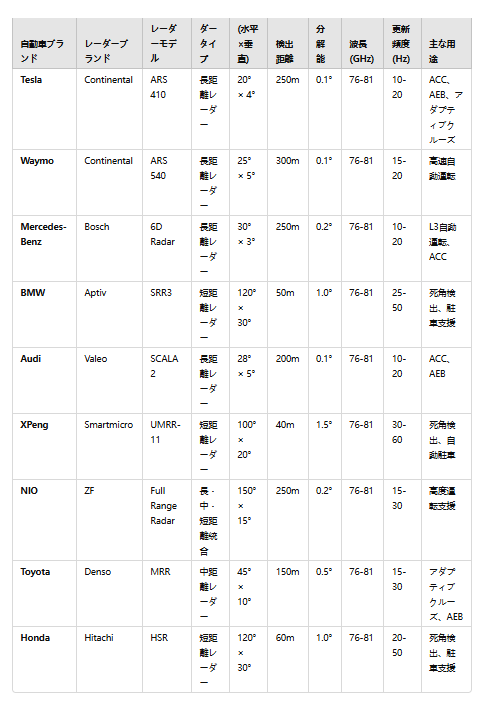 自動車ブラ
ンド
レーダーブ
ランド
レーダ
ーモデ
ル
ダー
タイ
プ
(水平
×垂
直)
検出
距離
分
解
能
波長
(GHz)
更新
頻度
(Hz)
主な用
途
Tesla
Continental
ARS
410
長距
離レ
ーダ
ー
20°
× 4°
250m
0.1°
76-81
10-
20
ACC、
AEB、ア
ダプテ
ィブク
ルーズ
Waymo
Continental
ARS
540
長距
離レ
ーダ
ー
25°
× 5°
300m
0.1°
76-81
15-
20
高速自
動運転
Mercedes-
Benz
Bosch
6D
Radar
長距
離レ
ーダ
ー
30°
× 3°
250m
0.2°
76-81
10-
20
L3自動
運転、
ACC
BMW
Aptiv
SRR3
短距
離レ
ーダ
ー
120°
×
30°
50m
1.0°
76-81
25-
50
死角検
出、駐
車支援
Audi
Valeo
SCALA
2
長距
離レ
ーダ
ー
28°
× 5°
200m
0.1°
76-81
10-
20
ACC、
AEB
XPeng
Smartmicro
UMRR-
11
短距
離レ
ーダ
ー
100°
×
20°
40m
1.5°
76-81
30-
60
死角検
出、自
動駐車
NIO
ZF
Full
Range
Radar
長・
中・
短距
離統
合
150°
×
15°
250m
0.2°
76-81
15-
30
高度運
転支援
Toyota
Denso
MRR
中距
離レ
ーダ
ー
45°
×
10°
150m
0.5°
76-81
15-
30
アダプ
ティブ
クルー
ズ、AEB
Honda
Hitachi
HSR
短距
離レ
ーダ
ー
120°
×
30°
60m
1.0°
76-81
20-
50
死角検
出、駐
車支援